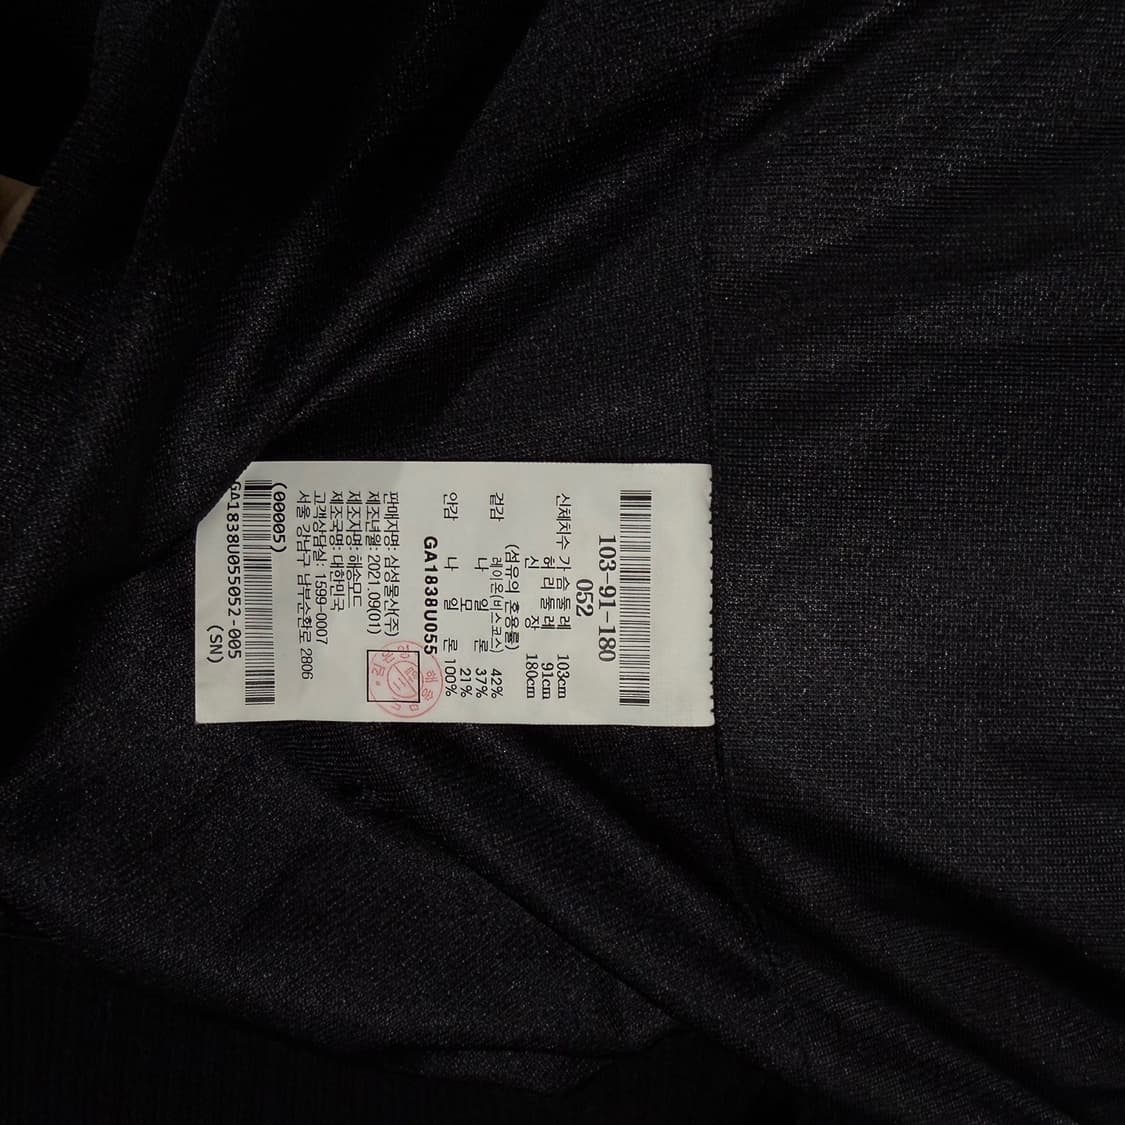 103-91-180
052
신체치수 가 슴 둘 레 103cm
허 리 둘 레 91cm
신 장 180cm
(섬유의 혼용률)
겉감 레이온(비스코스) 42%
나 일 론 37%
모 21%
안감 나 일 론 100%
GA1838U055
판매자명: 삼성물산(주)
제조년월: 2021.09(01)
제조자명: 해송모드
제조국명: 대한민국
고객상담실: 1599-0007
서울 강남구 남부순환로 2806
(00005)
GA1838U055052-005
(SN)